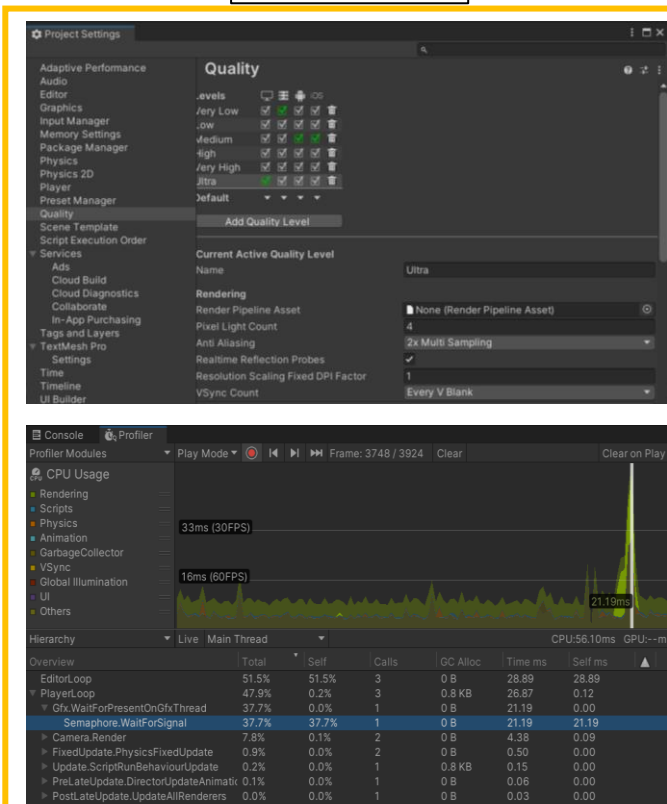 Project Settings
Adaptive Performance
Audio
Editor
Graphics
Input Manager
Memory Settings
Package Manager
Physics
Physics 2D
Player
Preset Manager
Quality
Scene Template
Script Execution Order
Services
Ads
Cloud Build
Cloud Diagnostics
Collaborate
In-App Purchasing
Tags and Layers
TextMesh Pro
Settings
Time
Timeline
UI Builder
Quality
evels iOS
/ery Low
.ow
Medium
High
/ery High
Ultra
Default
Add Quality Level
Current Active Quality Level
Name Ultra
Rendering
Render Pipeline Asset None (Render Pipeline Asset)
Pixel Light Count 4
Anti Aliasing 2x Multi Sampling
Realtime Reflection Probes
Resolution Scaling Fixed DPI Factor 1
VSync Count Every V Blank
Console Profiler
Profiler Modules Play Mode Frame: 3748 / 3924 Clear Clear on Play
CPU Usage
Rendering
Scripts
Physics
Animation
GarbageCollector
VSync
Global Illumination
UI
Others
33ms (30FPS)
16ms (60FPS)
21.19ms
Hierarchy Live Main Thread CPU:56.10ms GPU:--m
Overview Total Self Calls GC Alloc Time ms Self ms
EditorLoop 51.5% 51.5% 3 0 B 28.89 28.89
PlayerLoop 47.9% 0.2% 3 0.8 KB 26.87 0.12
Gfx.WaitForPresentOnGfxThread 37.7% 0.0% 1 0 B 21.19 0.00
Semaphore.WaitForSignal 37.7% 37.7% 1 0 B 21.19 21.19
Camera.Render 7.8% 0.1% 2 0 B 4.38 0.09
FixedUpdate.PhysicsFixedUpdate 0.9% 0.0% 2 0 B 0.50 0.00
Update.ScriptRunBehaviourUpdate 0.2% 0.0% 1 0.8 KB 0.15 0.00
PreLateUpdate.DirectorUpdateAnimatic 0.1% 0.0% 1 0 B 0.06 0.00
PostLateUpdate.UpdateAllRenderers 0.0% 0.0% 1 0 B 0.03 0.00